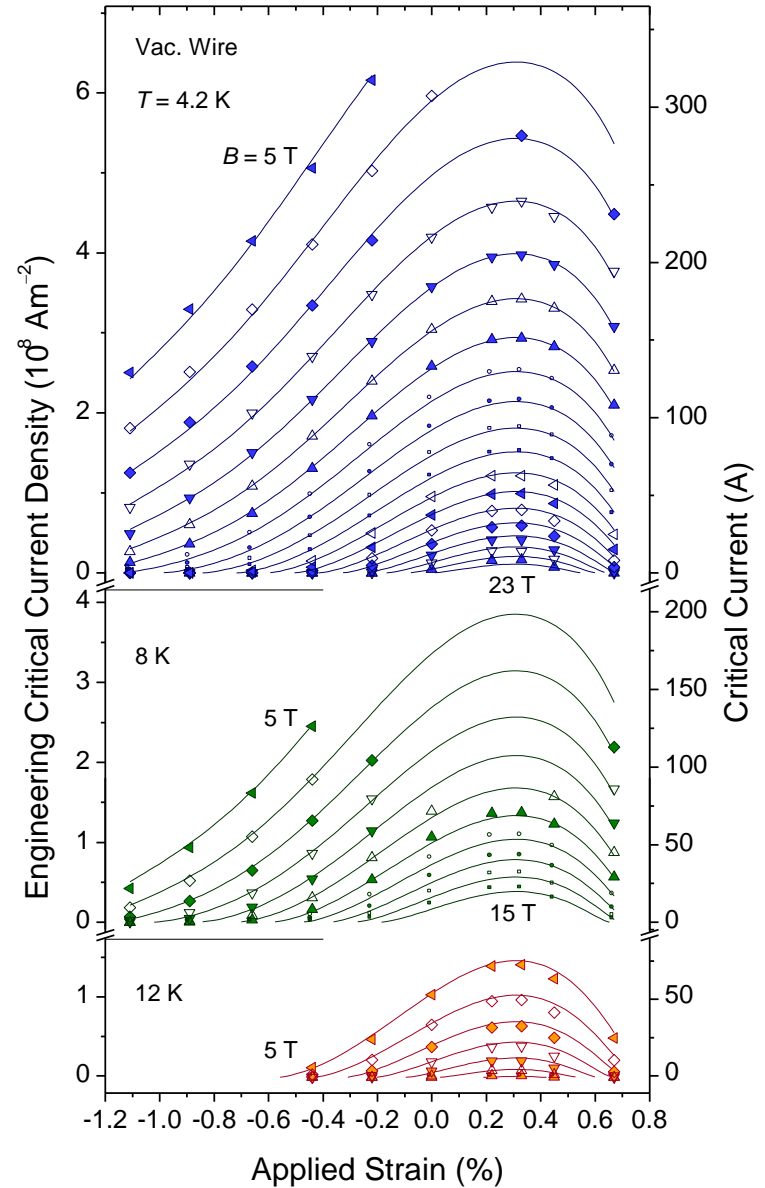 Vac. Wire
T = 4.2 K
B = 5 T
23 T
8 K
5 T
15 T
12 K
5 T
Engineering Critical Current Density (10⁸ Am⁻²)
6
4
2
0
4
3
2
1
0
1
0
Critical Current (A)
300
200
100
0
200
150
100
50
0
50
0
-1.2 -1.0 -0.8 -0.6 -0.4 -0.2 0.0 0.2 0.4 0.6 0.8
Applied Strain (%)